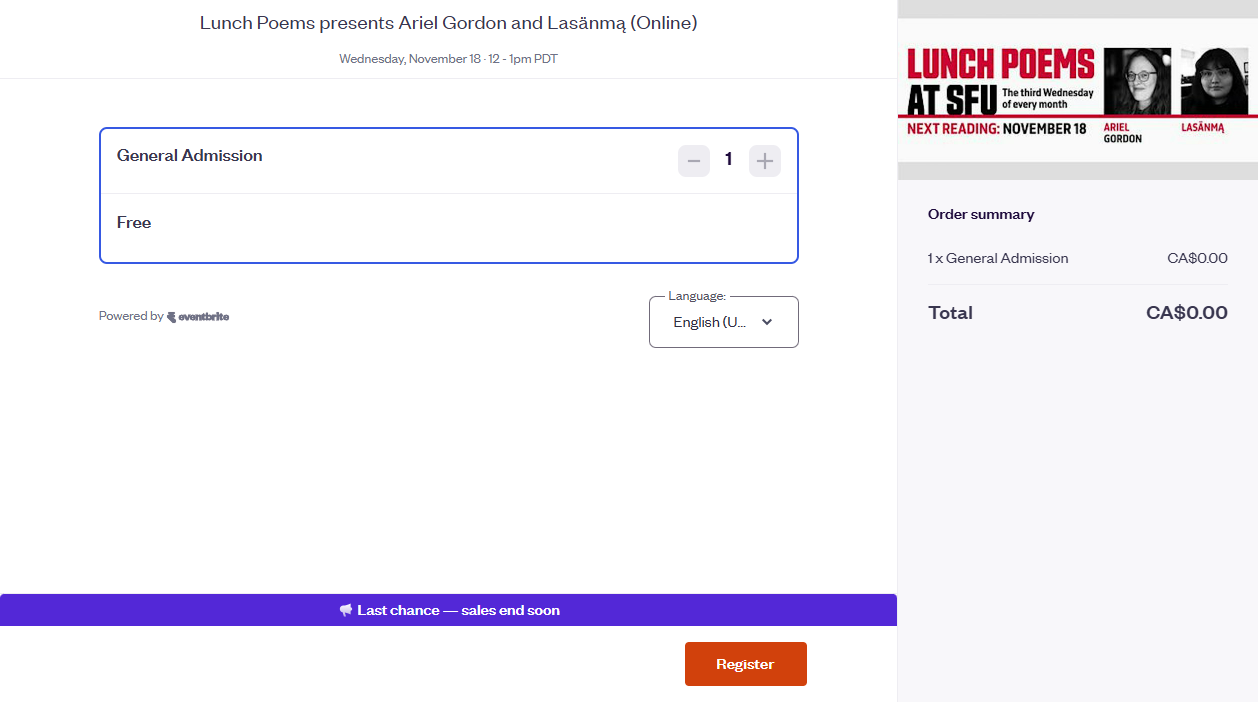 Lunch Poems presents Ariel Gordon and Lasänmą (Online)
Wednesday, November 18 · 12 - 1pm PDT
General Admission
1
Free
Powered by eventbrite
Language:
English (U...
Last chance — sales end soon
Register
LUNCH POEMS
AT SFU
The third Wednesday
of every month
NEXT READING: NOVEMBER 18
ARIEL
GORDON
LASÄNMĄ
Order summary
1 x General Admission CA$0.00
Total CA$0.00